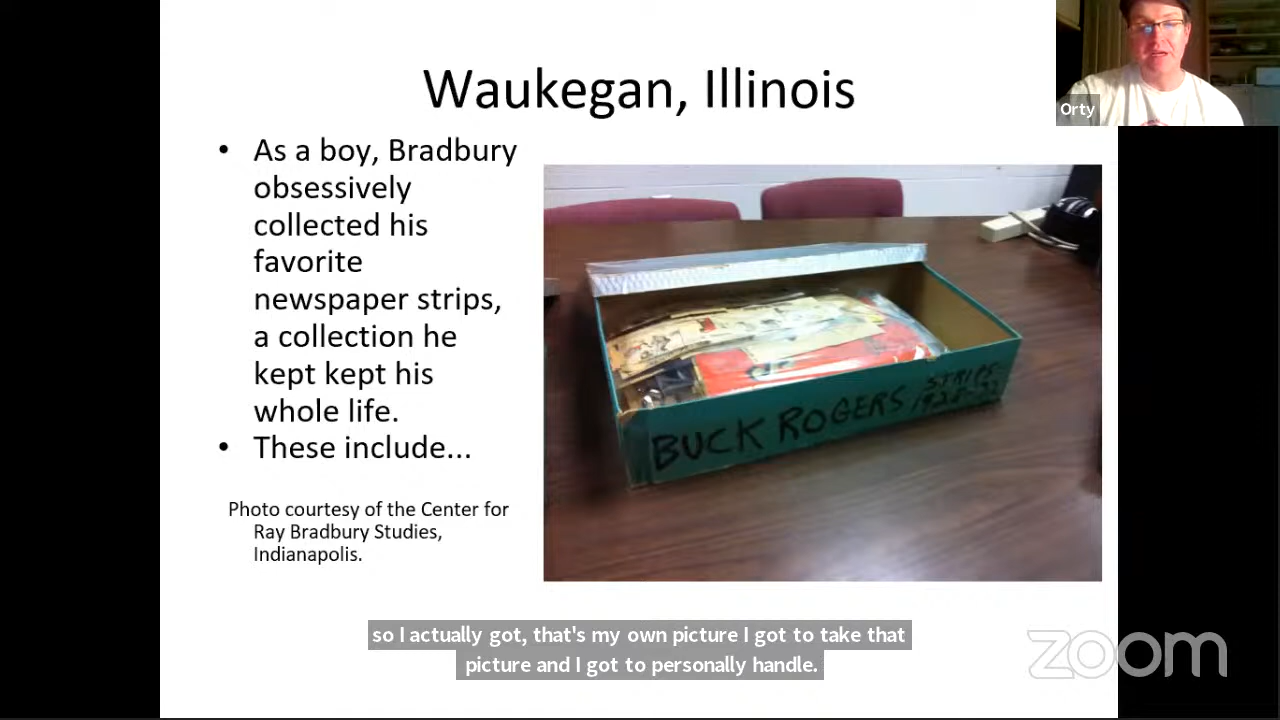 Waukegan, Illinois
Orty
• As a boy, Bradbury
obsessively
collected his
favorite
newspaper strips,
a collection he
kept kept his
whole life.
• These include...
Photo courtesy of the Center for
Ray Bradbury Studies,
Indianapolis.
BUCK ROGERS STRIPS
so I actually got, that's my own picture I got to take that
picture and I got to personally handle.
zoom